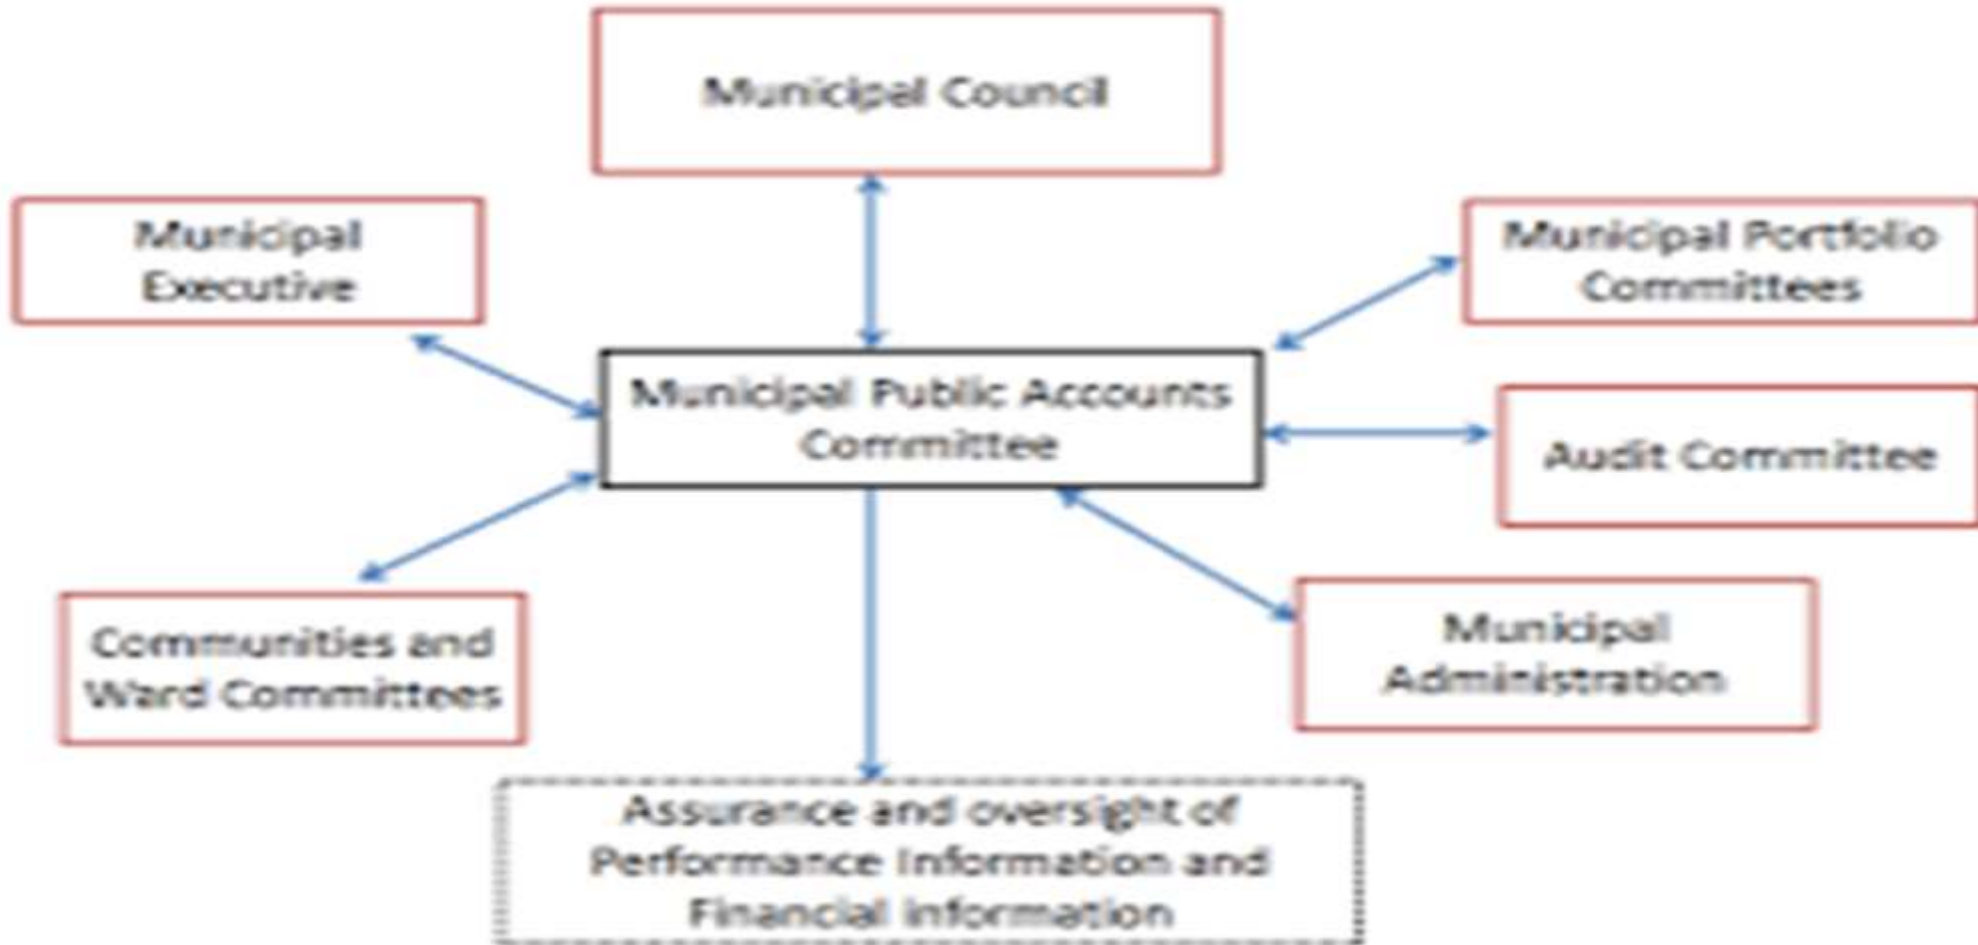 Municipal Council
Municipal
Executive
Municipal Portfolio
Committees
Municipal Public Accounts
Committee
Audit Committee
Communities and
Ward Committees
Municipal
Administration
Assurance and oversight of
Performance Information and
Financial Information